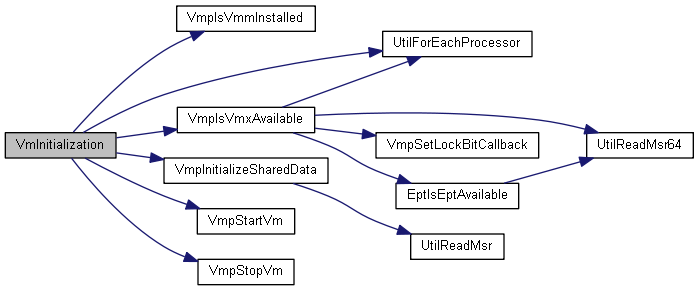 VmpIsVmmInstalled
UtilForEachProcessor
VmpIsVmxAvailable
VmInitialization
VmpSetLockBitCallback
UtilReadMsr64
VmpInitializeSharedData
EptIsEptAvailable
VmpStartVm
UtilReadMsr
VmpStopVm